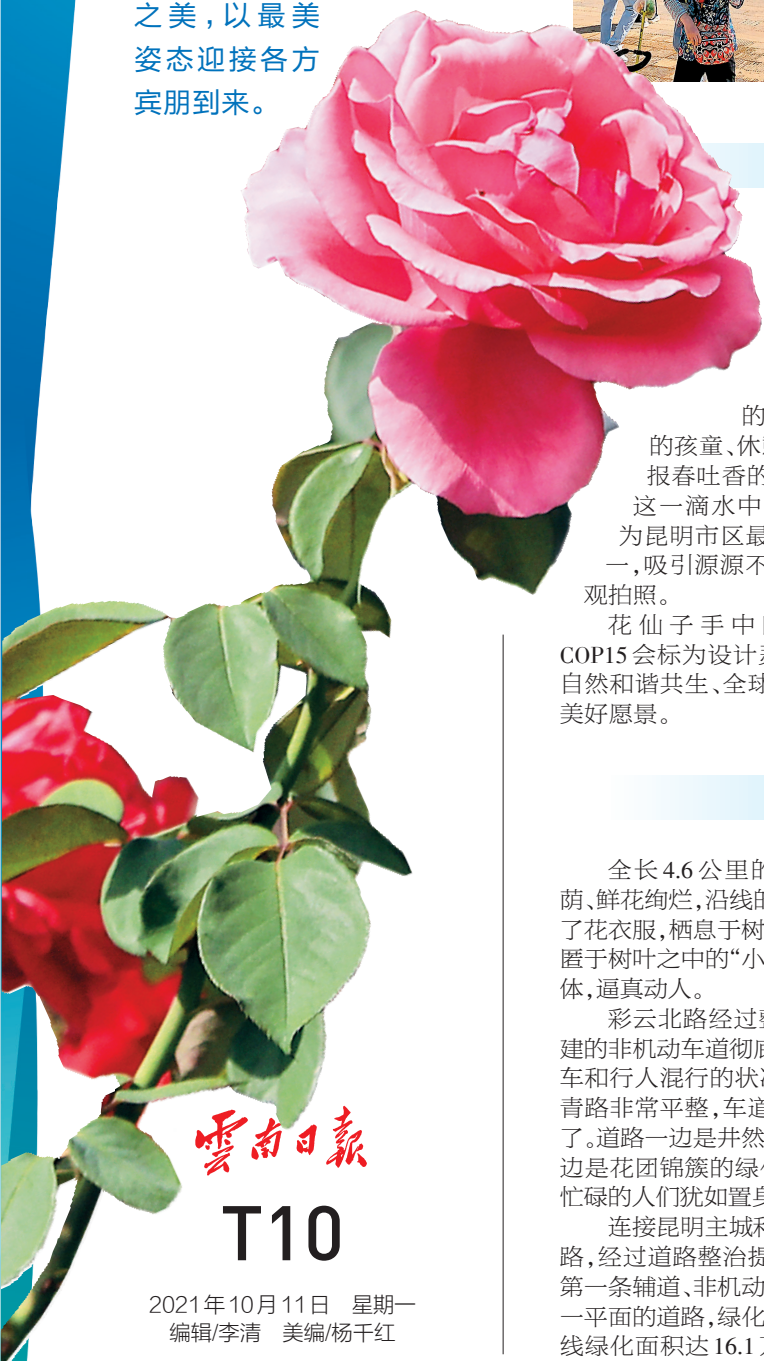 之美，以最美
姿态迎接各方
宾朋到来。
的
的孩童、休
报春吐香的
这一滴水中
为昆明市区最
一，吸引源源不
观拍照。
花仙子手中
COP15会标为设计
自然和谐共生、全球
美好愿景。
全长4.6公里的
荫、鲜花绚烂，沿线的
了花衣服，栖息于树
匿于树叶之中的“小
体，逼真动人。
彩云北路经过整
建的非机动车道彻底
车和行人混行的状
青路非常平整，车道
了。道路一边是井然
边是花团锦簇的绿化
忙碌的人们犹如置身
连接昆明主城和
路，经过道路整治提
第一条辅道、非机动
一平面的道路，绿化
线绿化面积达16.1万
雲南日報
T10
2021年10月11日 星期一
编辑/李清 美编/杨千红